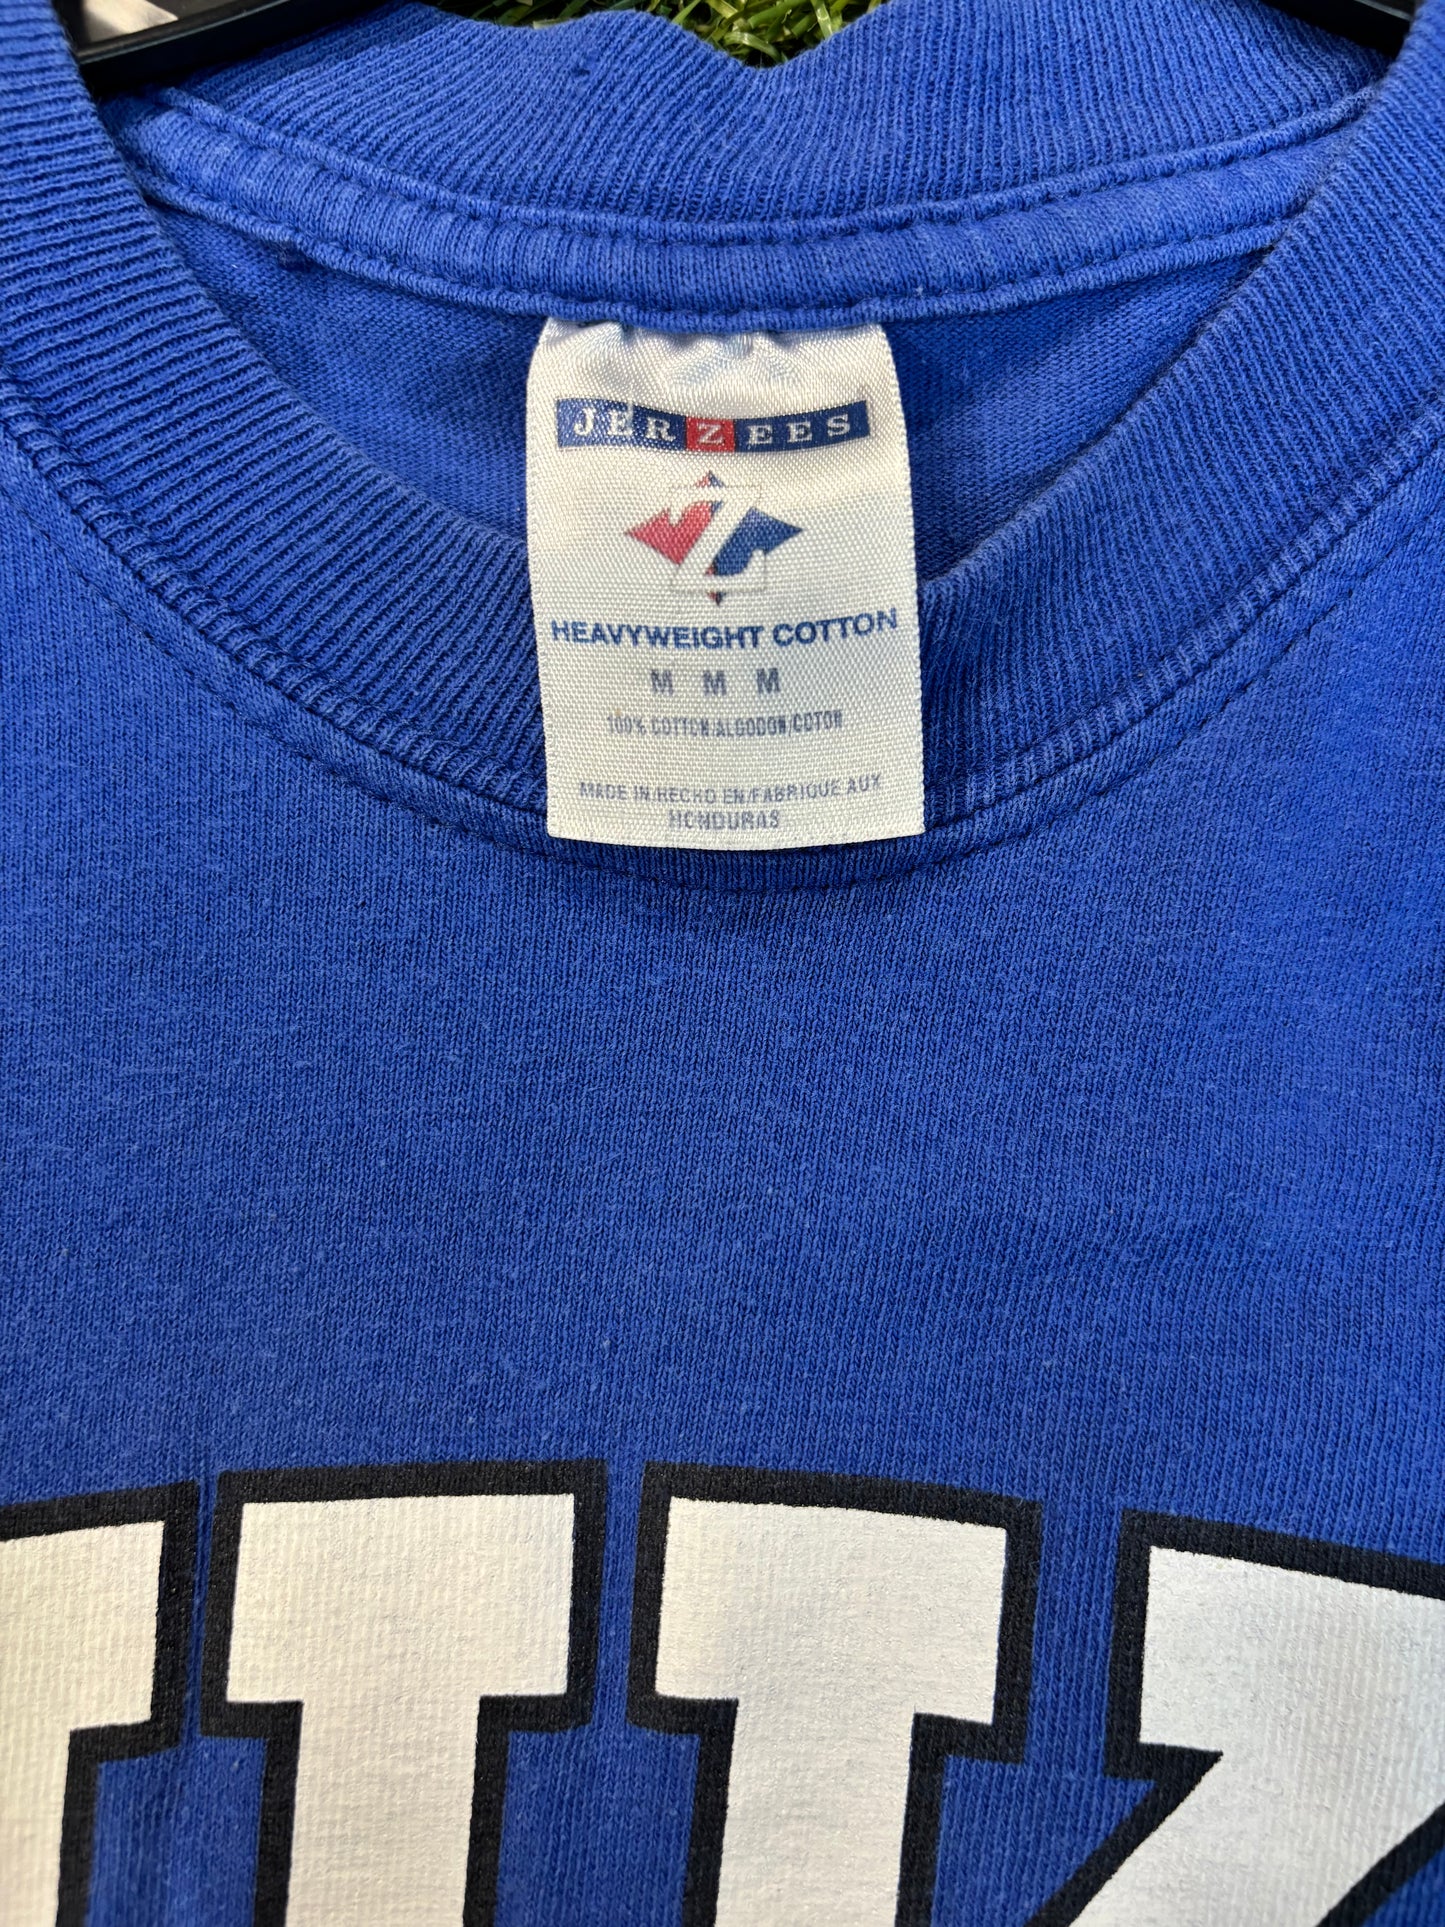 JERZEES
HEAVYWEIGHT COTTON
M M M
100% COTTON/ALGODON/COTON
MADE IN/HECHO EN/FABRIQUE AUX
HONDURAS